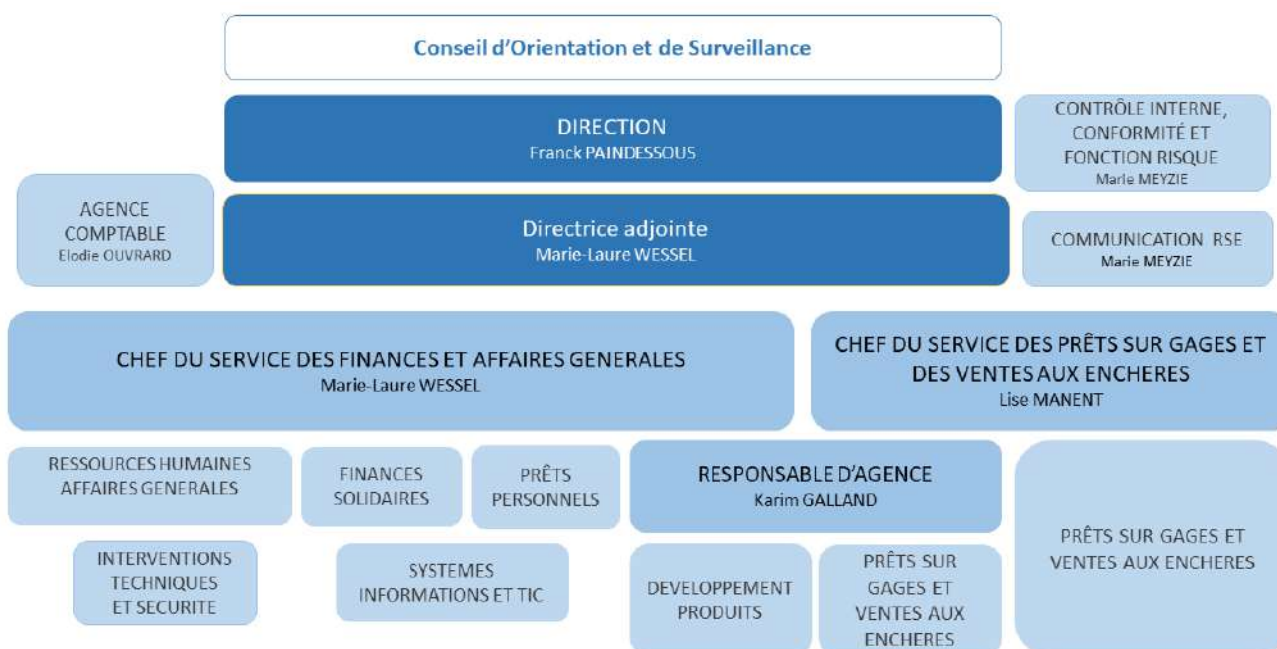 Conseil d'Orientation et de Surveillance
DIRECTION
Franck PAINDESSOUS
CONTRÔLE INTERNE,
CONFORMITÉ ET
FONCTION RISQUE
Marie MEYZIE
AGENCE
COMPTABLE
Elodie OUVRARD
Directrice adjointe
Marie-Laure WESSEL
COMMUNICATION RSE
Marie MEYZIE
CHEF DU SERVICE DES FINANCES ET AFFAIRES GENERALES
Marie-Laure WESSEL
CHEF DU SERVICE DES PRÊTS SUR GAGES ET
DES VENTES AUX ENCHERES
Lise MANENT
RESSOURCES HUMAINES
AFFAIRES GENERALES
FINANCES
SOLIDAIRES
PRÊTS
PERSONNELS
RESPONSABLE D'AGENCE
Karim GALLAND
PRÊTS SUR GAGES ET
VENTES AUX ENCHERES
INTERVENTIONS
TECHNIQUES
ET SECURITE
SYSTEMES
INFORMATIONS ET TIC
DEVELOPPEMENT
PRODUITS
PRÊTS SUR
GAGES ET
VENTES AUX
ENCHERES